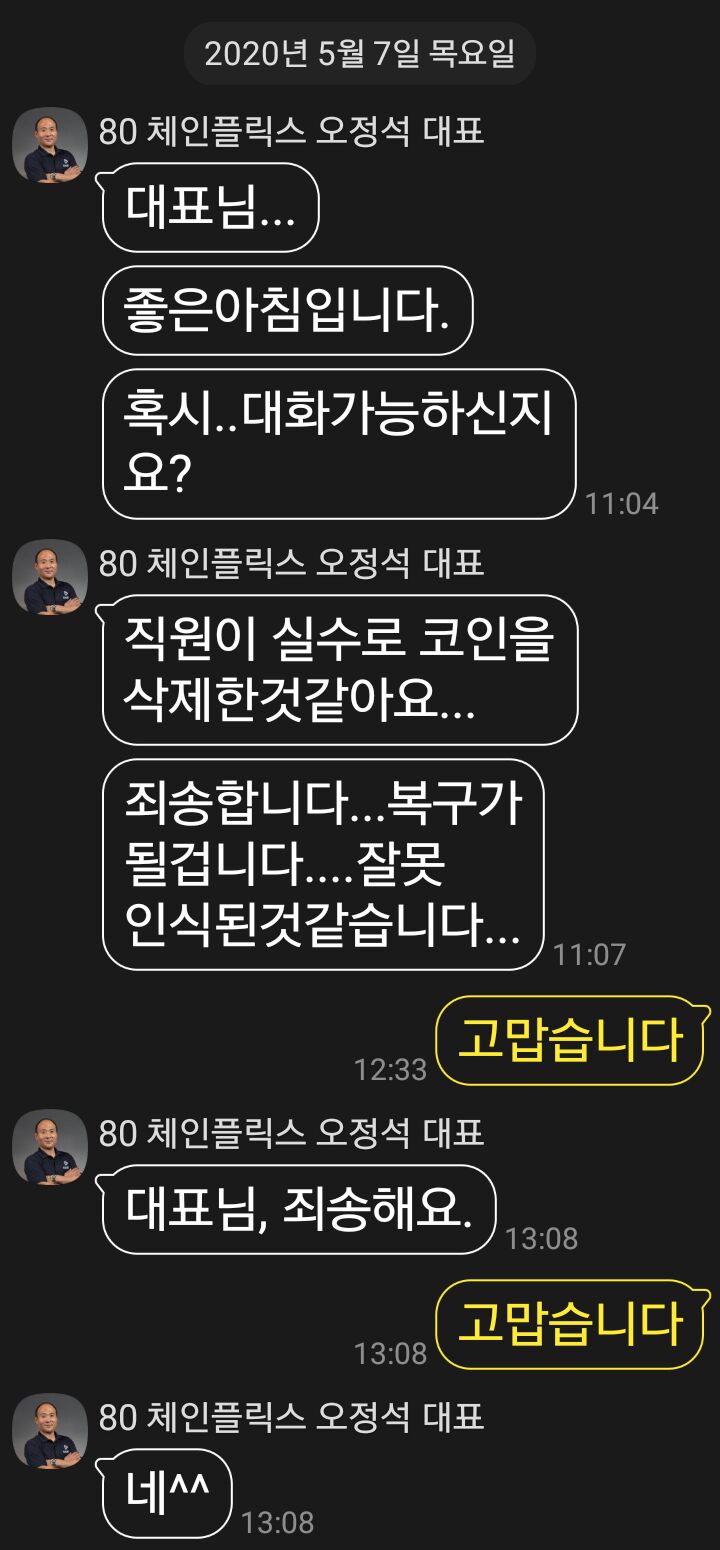 2020년 5월 7일 목요일
80 체인플릭스 오정석 대표
대표님...
좋은아침입니다.
혹시..대화가능하신지
요?
11:04
80 체인플릭스 오정석 대표
직원이 실수로 코인을
삭제한것같아요...
죄송합니다...복구가
될겁니다....잘못
인식된것같습니다...
11:07
고맙습니다
12:33
80 체인플릭스 오정석 대표
대표님, 죄송해요.
13:08
고맙습니다
13:08
80 체인플릭스 오정석 대표
네^^
13:08